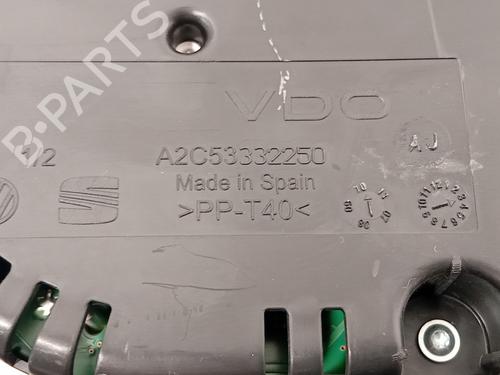 B-PARTS
VDO
1/2
A2C53332250
AJ
Made in Spain
>PP-T40<